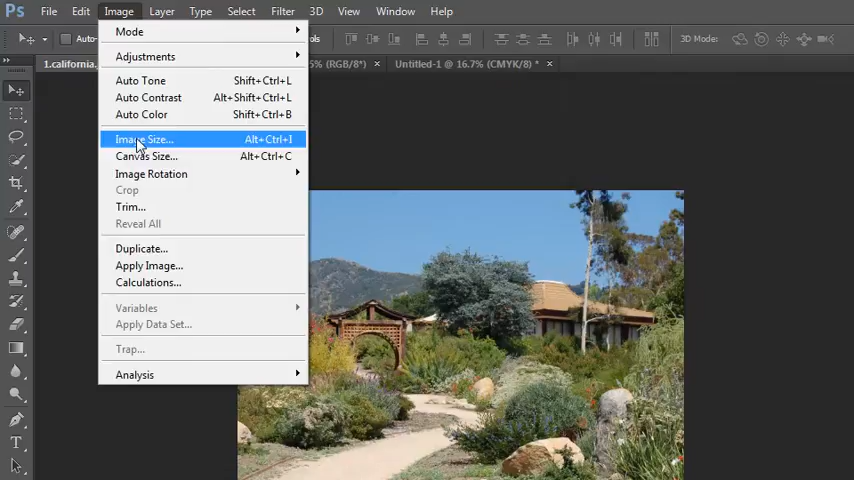 Ps File Edit Image Layer Type Select Filter 3D View Window Help
Auto- ols 3D Mode:
1.california. 5% (RGB/8*) × Untitled-1 @ 16.7% (CMYK/8) * ×
Mode
Adjustments
Auto Tone Shift+Ctrl+L
Auto Contrast Alt+Shift+Ctrl+L
Auto Color Shift+Ctrl+B
Image Size... Alt+Ctrl+I
Canvas Size... Alt+Ctrl+C
Image Rotation
Crop
Trim...
Reveal All
Duplicate...
Apply Image...
Calculations...
Variables
Apply Data Set...
Trap...
Analysis
T